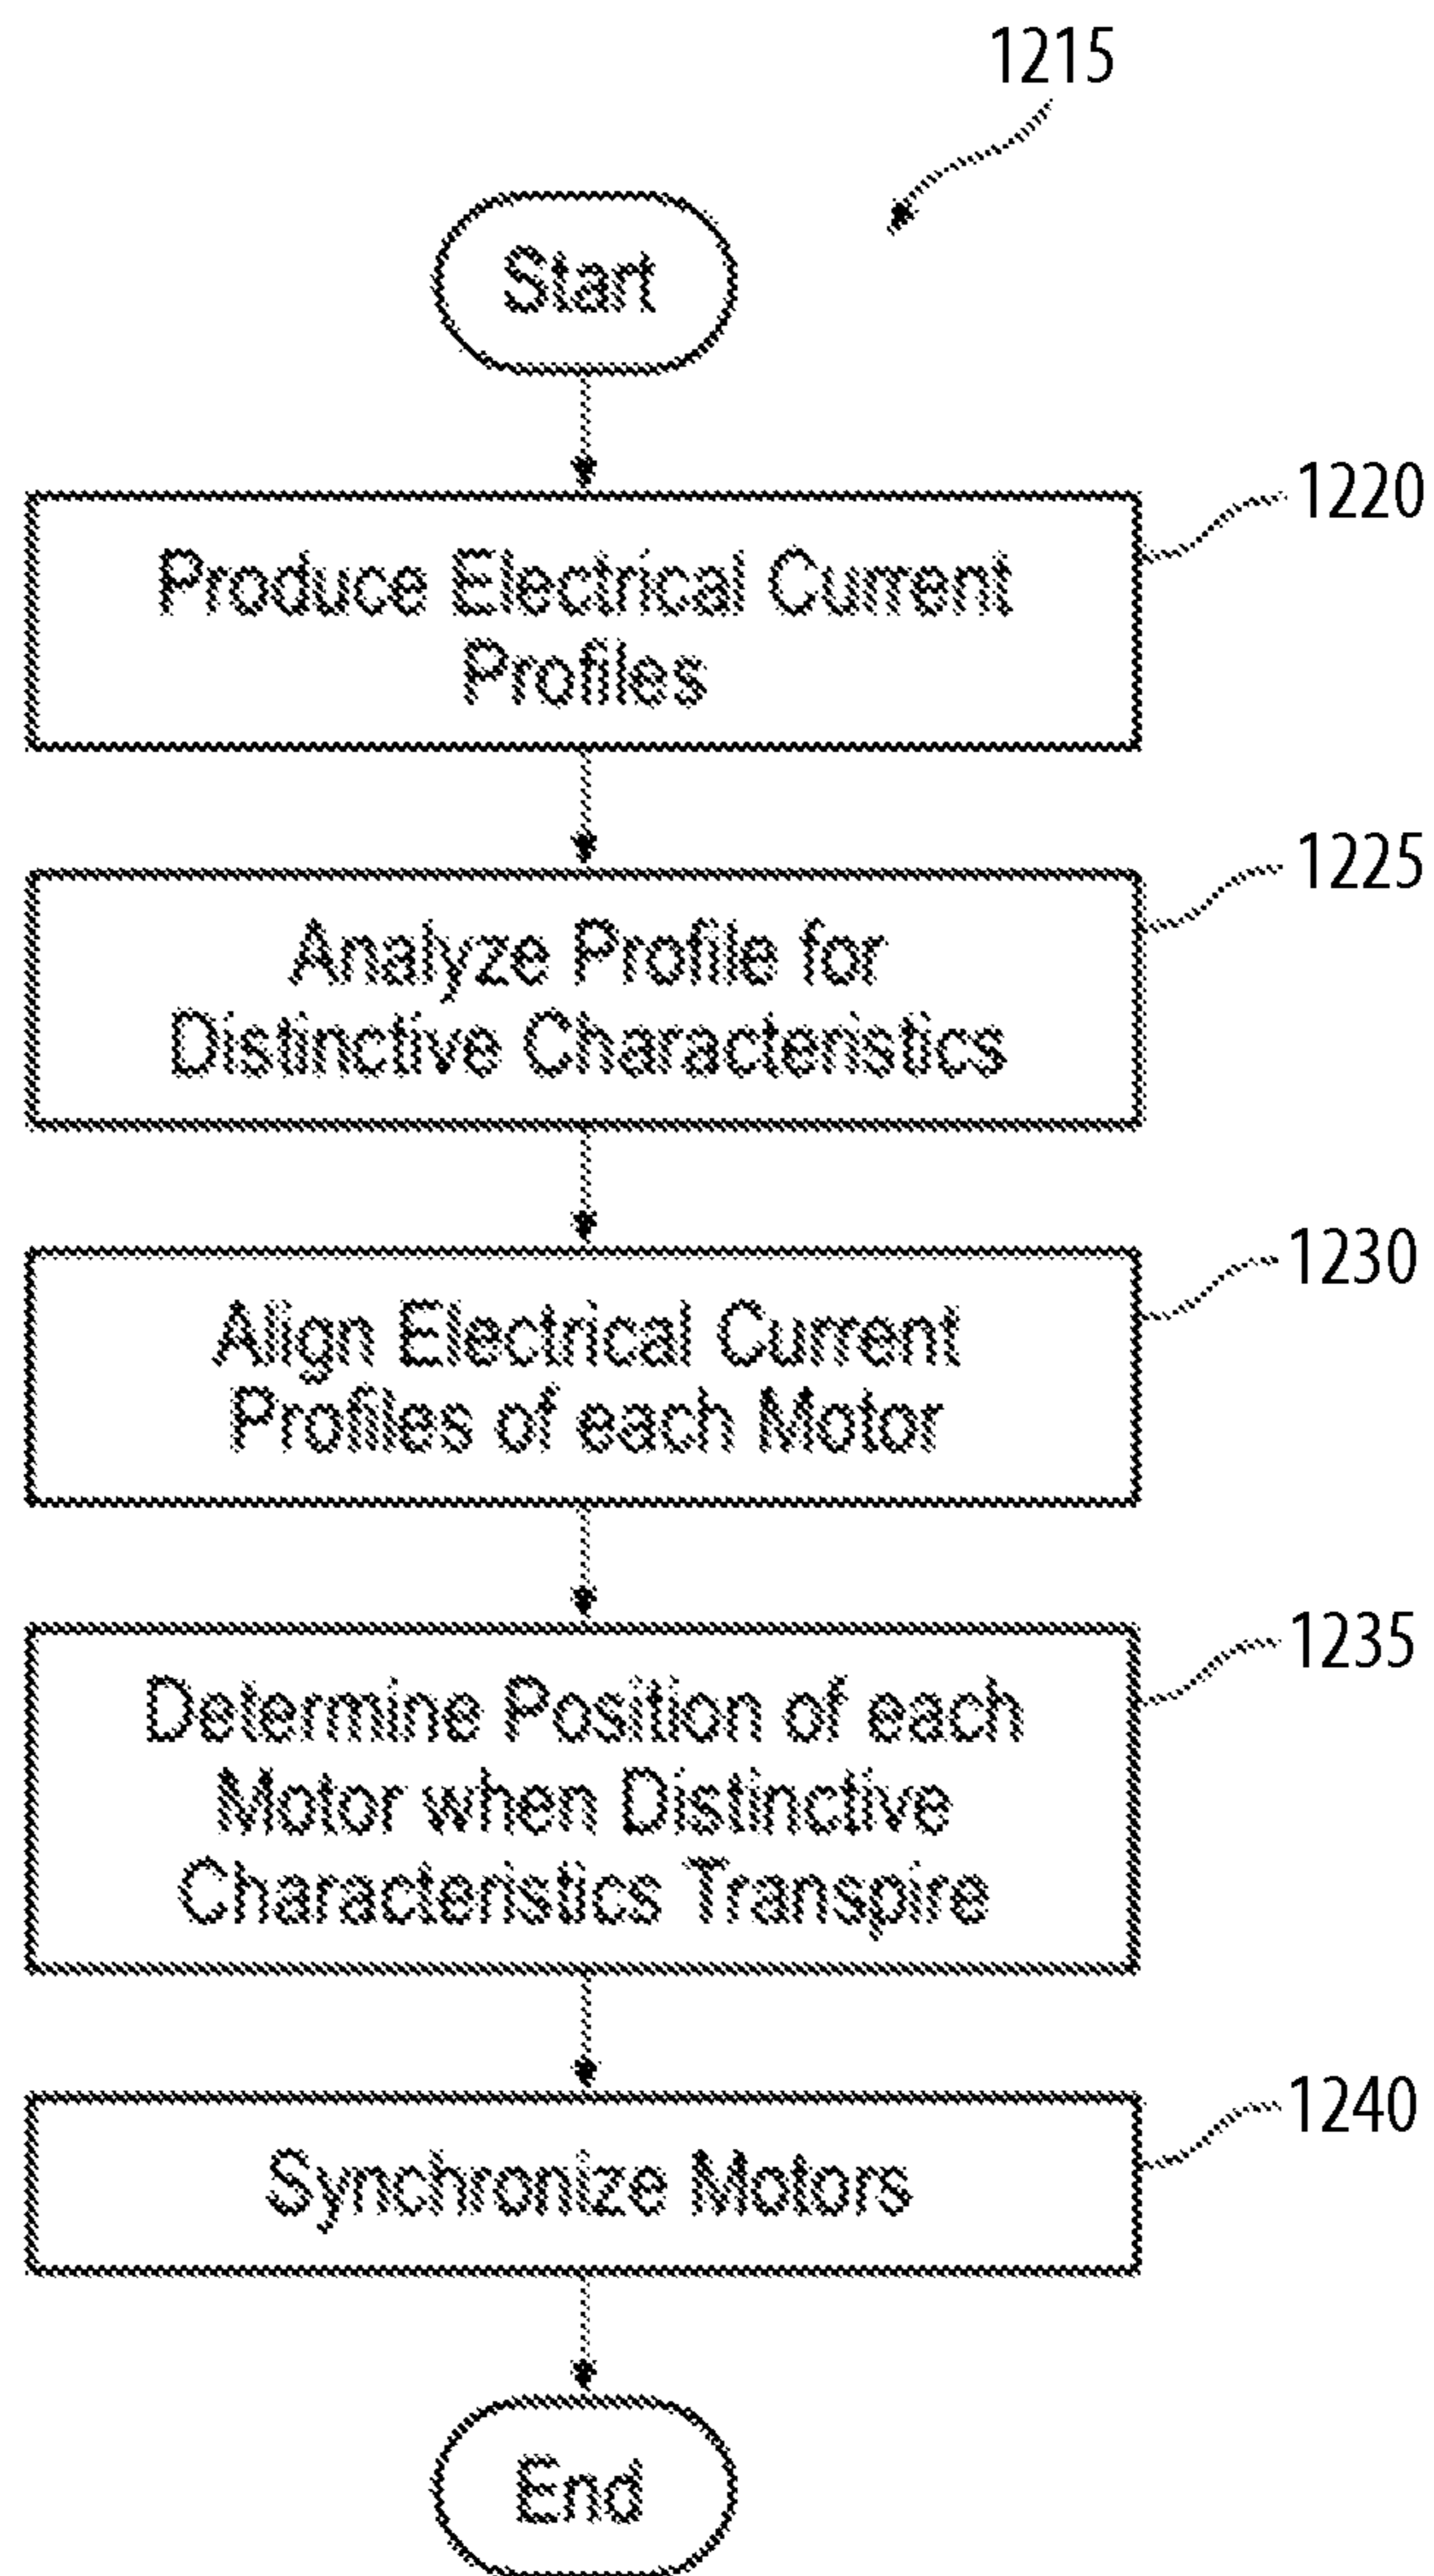 1215
Start
1220
Produce Electrical Current
Profiles
1225
Analyze Profile for
Distinctive Characteristics
1230
Align Electrical Current
Profiles of each Motor
1235
Determine Position of each
Motor when Distinctive
Characteristics Transpire
1240
Synchronize Motors
End